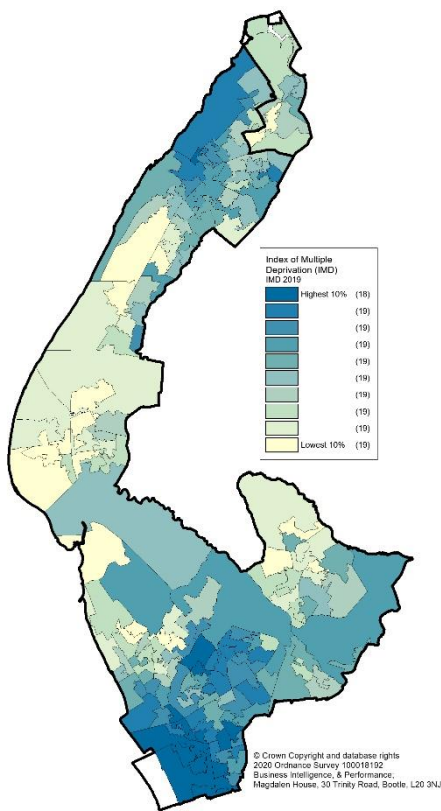 Index of Multiple
Deprivation (IMD)
IMD 2019
Highest 10% (18)
(19)
(19)
(19)
(19)
(19)
(19)
(19)
(19)
Lowest 10% (19)
© Crown Copyright and database rights
2020 Ordnance Survey 100018192
Business Intelligence, & Performance,
Magdalen House, 30 Trinity Road, Bootle, L20 3NJ